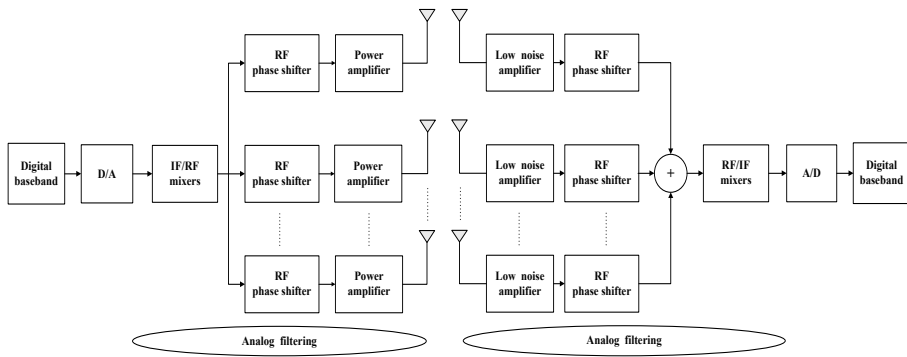 RF
phase shifter
Power
amplifier
Low noise
amplifier
RF
phase shifter
Digital
baseband
D/A
IF/RF
mixers
RF
phase shifter
Power
amplifier
Low noise
amplifier
RF
phase shifter
+
RF/IF
mixers
A/D
Digital
baseband
RF
phase shifter
Power
amplifier
Low noise
amplifier
RF
phase shifter
Analog filtering
Analog filtering